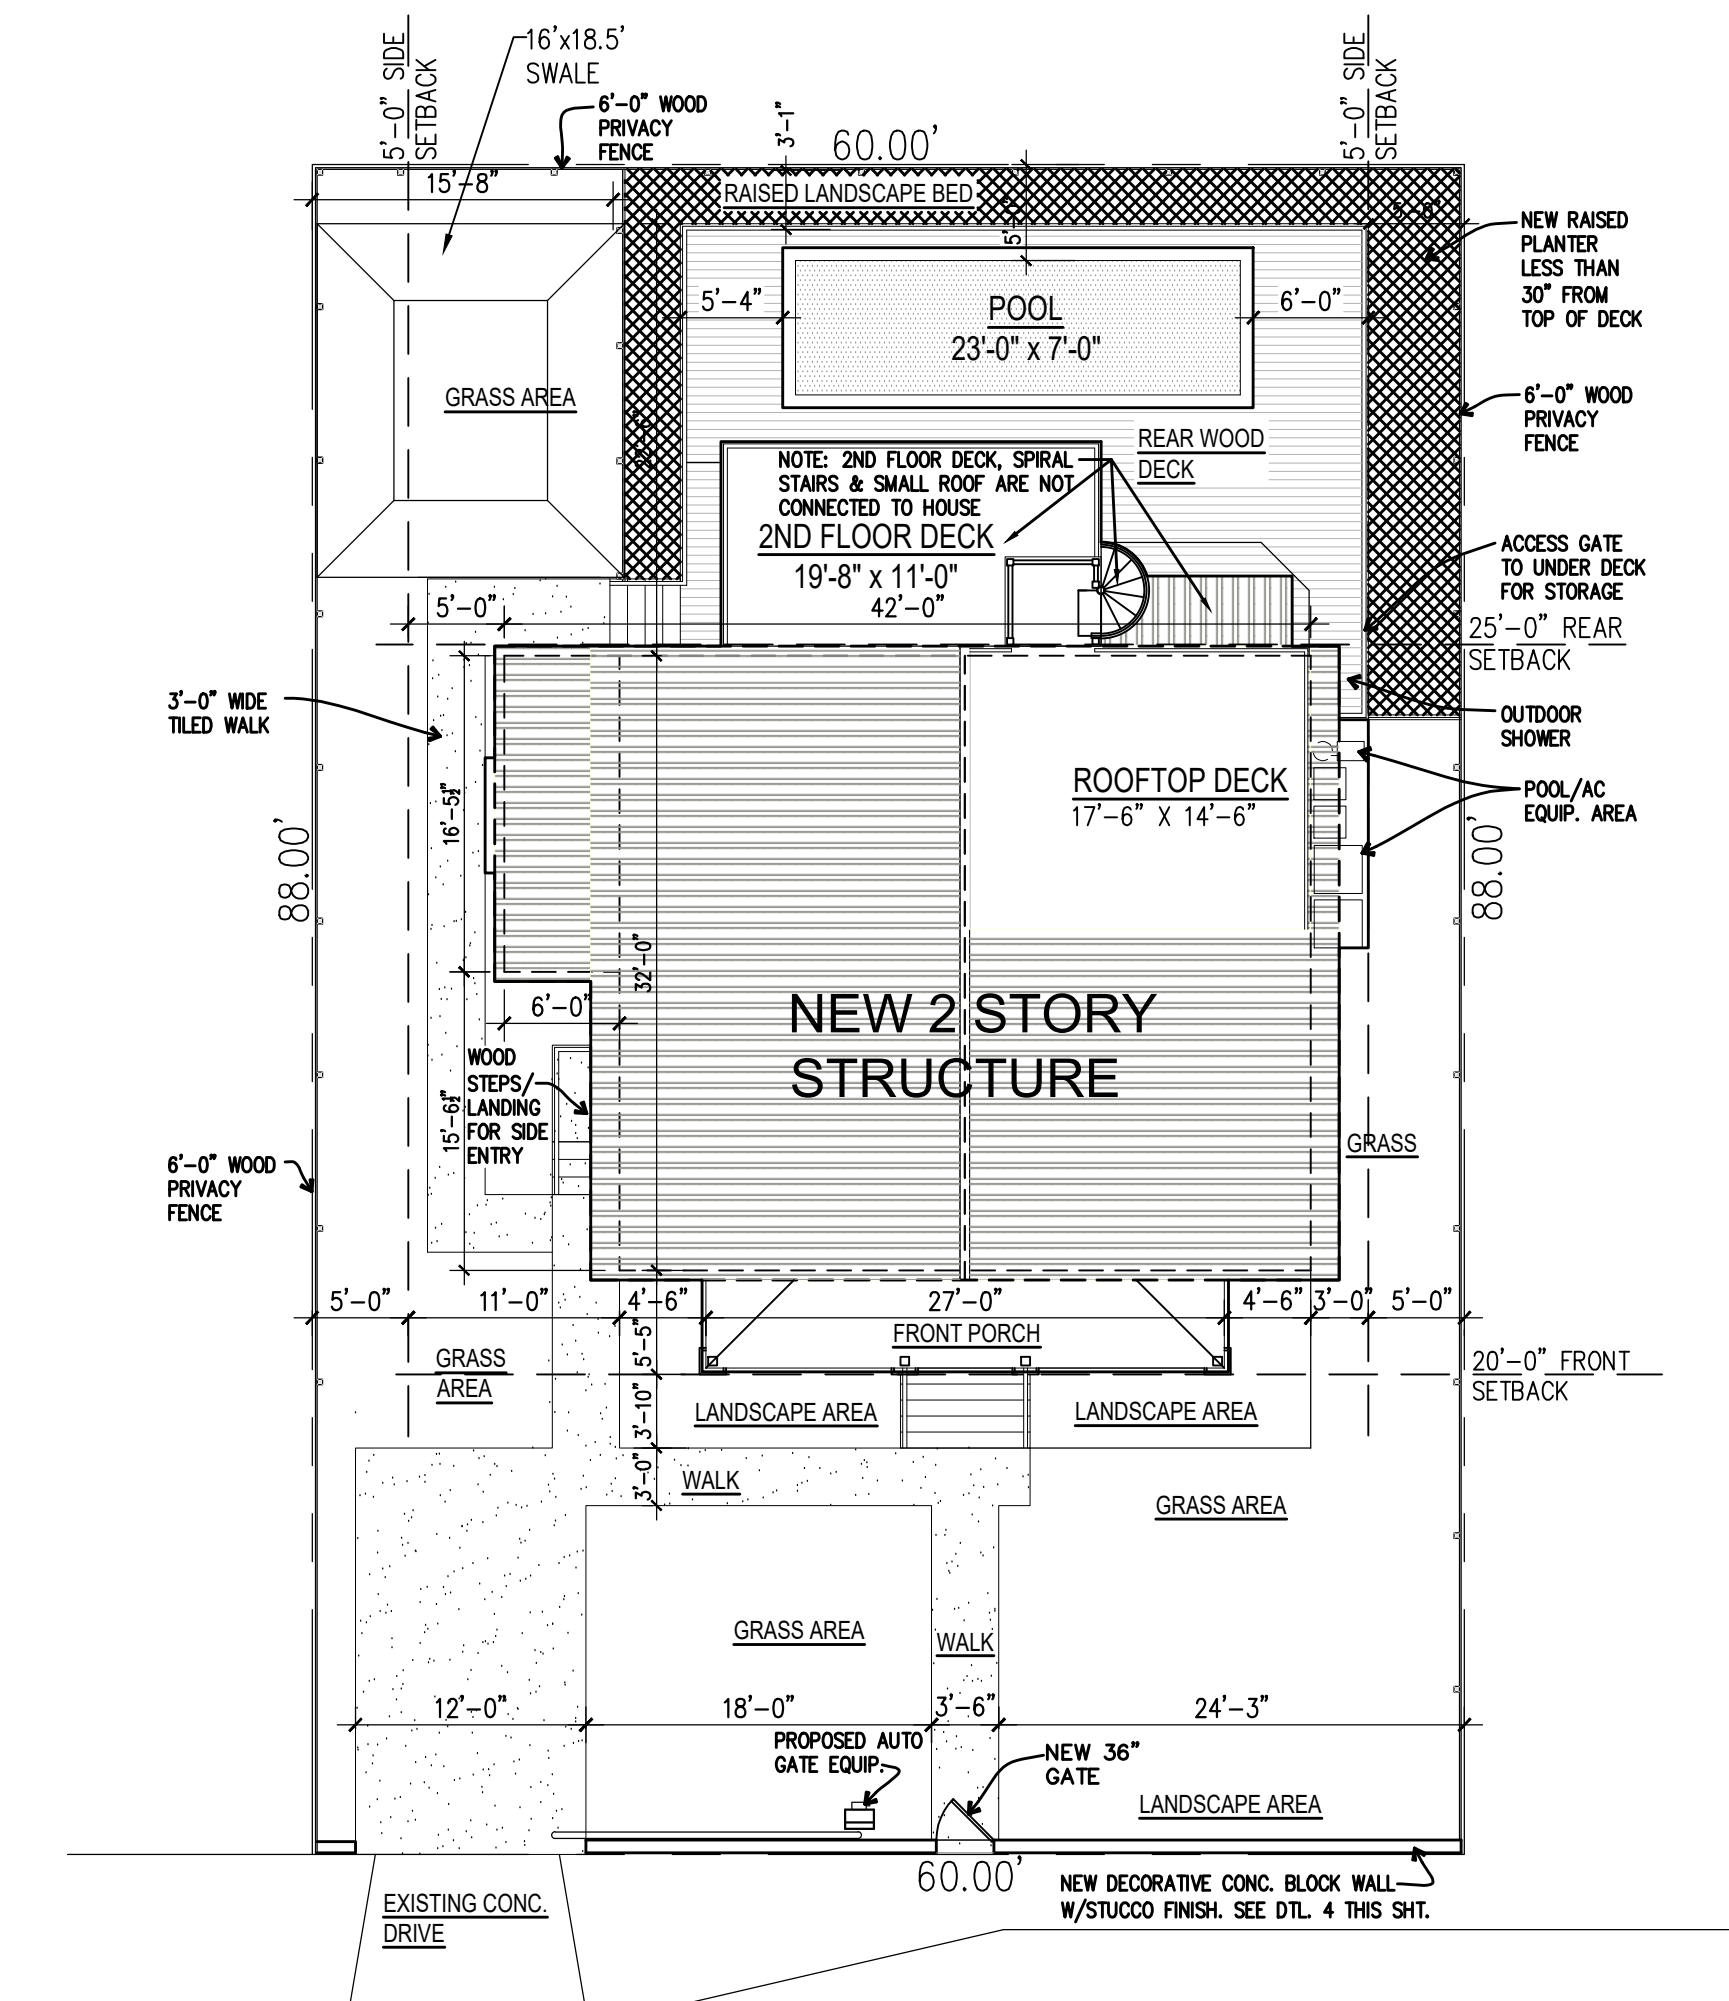 5'-0" SIDE
SETBACK
16'x18.5'
SWALE
6'-0" WOOD
PRIVACY
FENCE
3'-1"
60.00'
5'-0" SIDE
SETBACK
15'-8"
RAISED LANDSCAPE BED
5'-0"
5'-8"
NEW RAISED
PLANTER
LESS THAN
30" FROM
TOP OF DECK
5'-4"
POOL
23'-0" x 7'-0"
6'-0"
GRASS AREA
6'-0" WOOD
PRIVACY
FENCE
REAR WOOD
DECK
NOTE: 2ND FLOOR DECK, SPIRAL
STAIRS & SMALL ROOF ARE NOT
CONNECTED TO HOUSE
2ND FLOOR DECK
19'-8" x 11'-0"
ACCESS GATE
TO UNDER DECK
FOR STORAGE
5'-0"
42'-0"
25'-0" REAR
SETBACK
3'-0" WIDE
TILED WALK
OUTDOOR
SHOWER
16'-5½"
ROOFTOP DECK
17'-6" X 14'-6"
POOL/AC
EQUIP. AREA
88.00'
88.00'
32'-0"
6'-0"
NEW 2 STORY
STRUCTURE
WOOD
STEPS/
LANDING
FOR SIDE
ENTRY
15'-6½"
GRASS
6'-0" WOOD
PRIVACY
FENCE
5'-0"
11'-0"
4'-6"
27'-0"
4'-6"
3'-0"
5'-0"
5'-5"
FRONT PORCH
GRASS
AREA
20'-0" FRONT
SETBACK
3'-10"
LANDSCAPE AREA
LANDSCAPE AREA
3'-0"
WALK
GRASS AREA
GRASS AREA
WALK
12'-0"
18'-0"
3'-6"
24'-3"
PROPOSED AUTO
GATE EQUIP.
NEW 36"
GATE
LANDSCAPE AREA
60.00'
NEW DECORATIVE CONC. BLOCK WALL
W/STUCCO FINISH. SEE DTL. 4 THIS SHT.
EXISTING CONC.
DRIVE